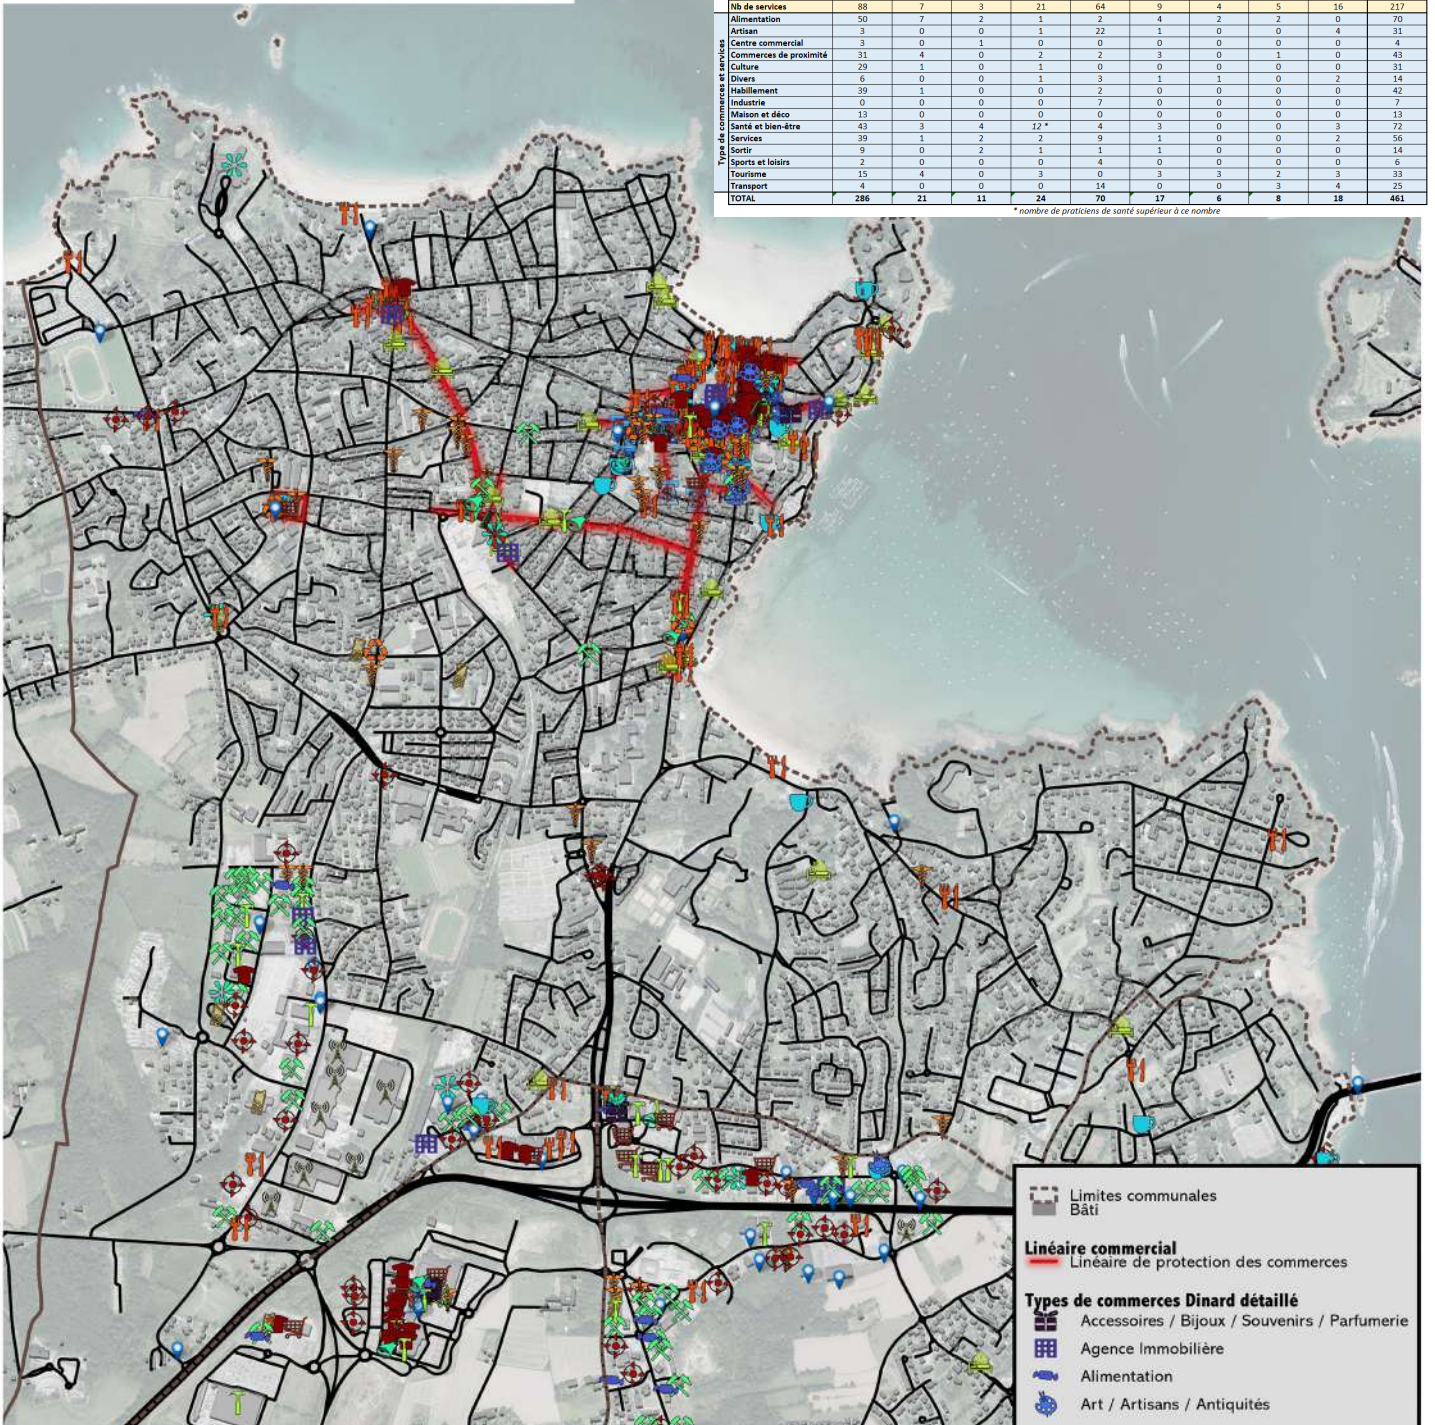 Nb de services 88 7 3 21 64 9 4 5 16 217
Type de commerces et services
Alimentation 50 7 2 1 2 4 2 2 0 70
Artisan 3 0 0 1 22 1 0 0 4 31
Centre commercial 3 0 1 0 0 0 0 0 0 4
Commerces de proximité 31 4 0 2 2 3 0 1 0 43
Culture 29 1 0 1 0 0 0 0 0 31
Divers 6 0 0 1 3 1 1 0 2 14
Habillement 39 1 0 0 2 0 0 0 0 42
Industrie 0 0 0 0 7 0 0 0 0 7
Maison et déco 13 0 0 0 0 0 0 0 0 13
Santé et bien-être 43 3 4 12 * 4 3 0 0 3 72
Services 39 1 2 2 9 1 0 0 2 56
Sortir 9 0 2 1 1 1 0 0 0 14
Sports et loisirs 2 0 0 0 4 0 0 0 0 6
Tourisme 15 4 0 3 0 3 3 2 3 33
Transport 4 0 0 0 14 0 0 3 4 25
TOTAL 286 21 11 24 70 17 6 8 18 461
* nombre de praticiens de santé supérieur à ce nombre
Limites communales
Bâti
Linéaire commercial
Linéaire de protection des commerces
Types de commerces Dinard détaillé
Accessoires / Bijoux / Souvenirs / Parfumerie
Agence Immobilière
Alimentation
Art / Artisans / Antiquités